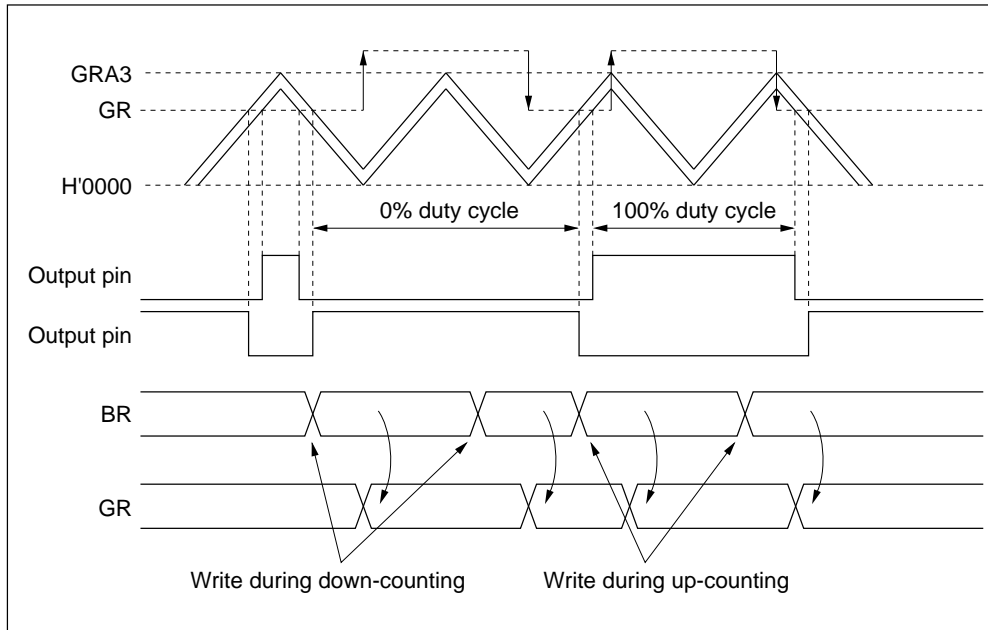 GRA3
GR
H'0000
0% duty cycle
100% duty cycle
Output pin
Output pin
BR
GR
Write during down-counting
Write during up-counting